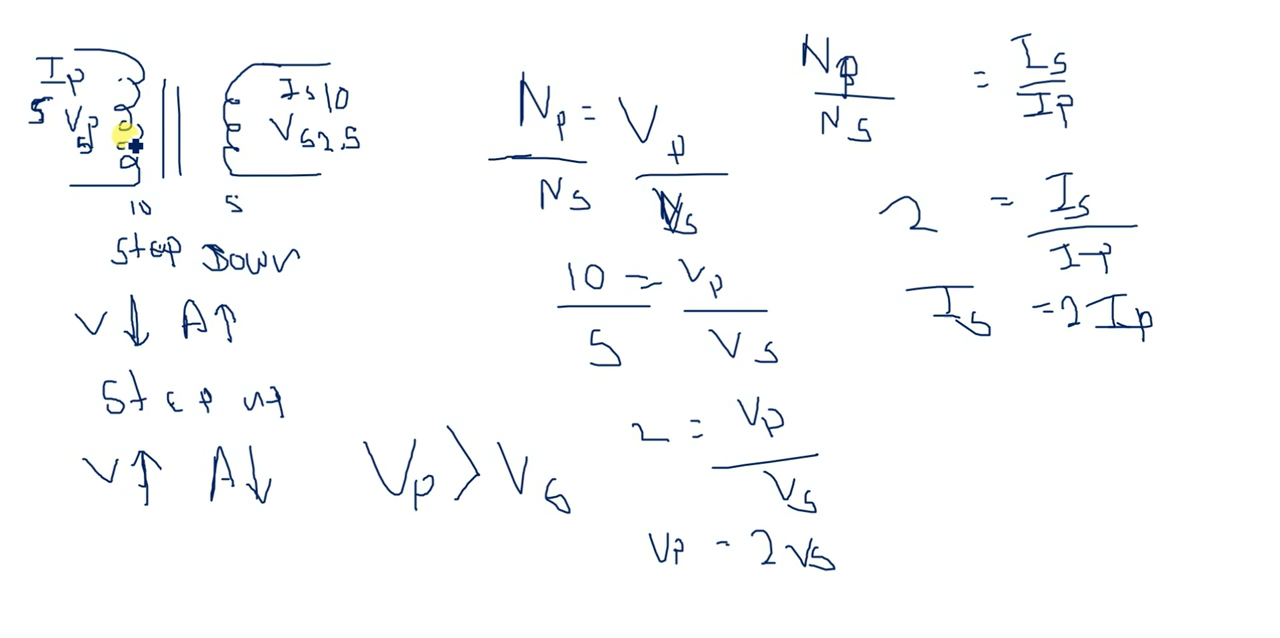 Ip
5 Vp
5
10
Is 10
Vs 2.5
5
Step Down
V↓ A↑
Step up
V↑ A↓
Vp > Vs
Np = Vp
Ns Vs
10 = Vp
5 Vs
2 = Vp
Vs
Vp = 2Vs
Np = Is
Ns Ip
2 = Is
Ip
Is = 2Ip